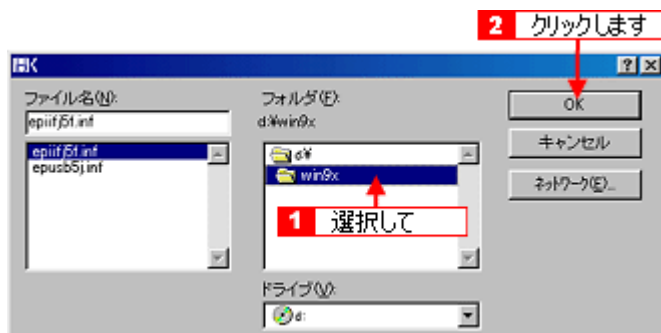 2 クリックします
開く
ファイル名(N):
epiifj5f.inf
epiifj5f.inf
epusb5j.inf
フォルダ(F):
d:¥win9x
d:¥
win9x
1 選択して
ドライブ(V):
d:
OK
キャンセル
ネットワーク(E)...